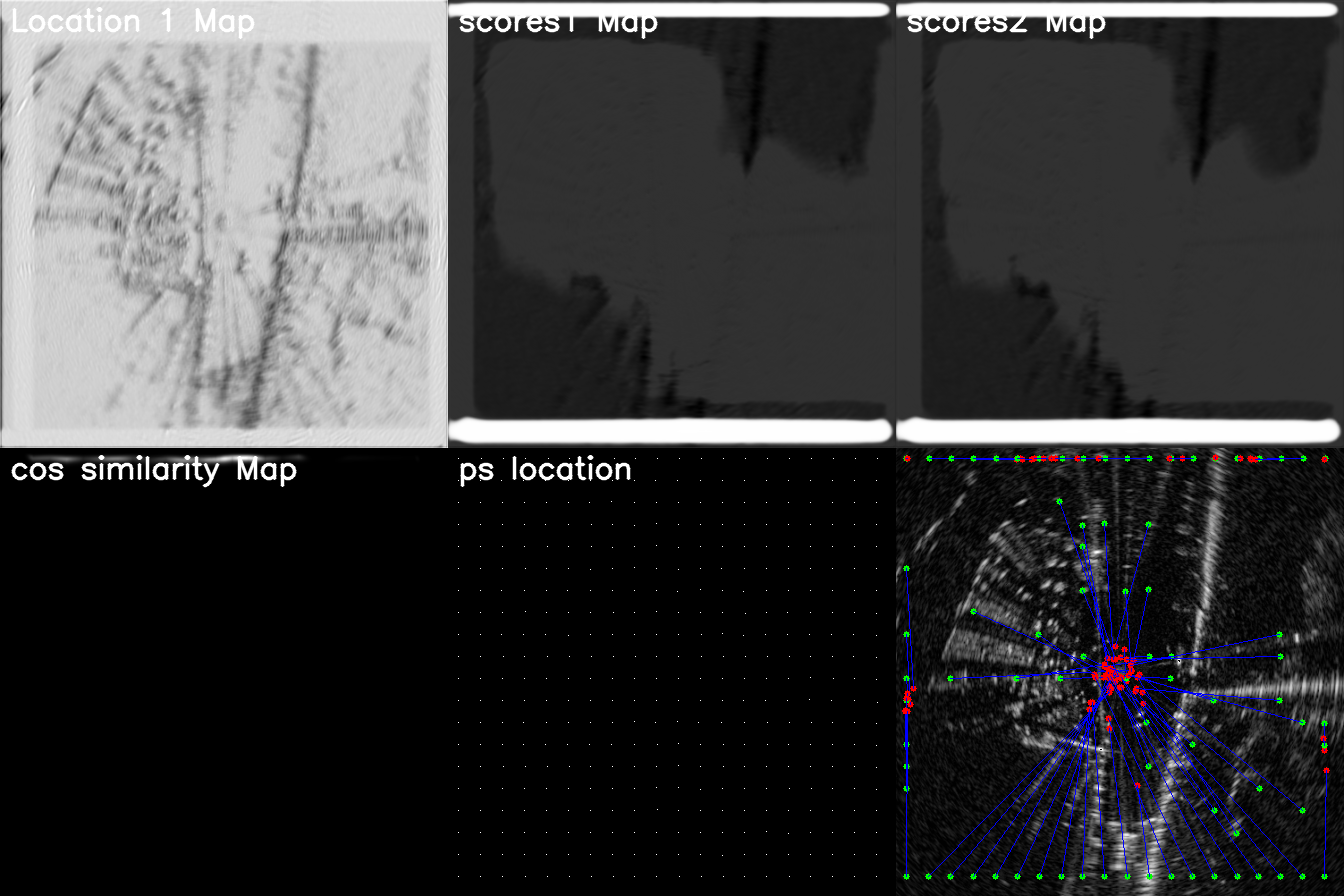 Location 1 Map
scores1 Map
scores2 Map
cos similarity Map
ps location